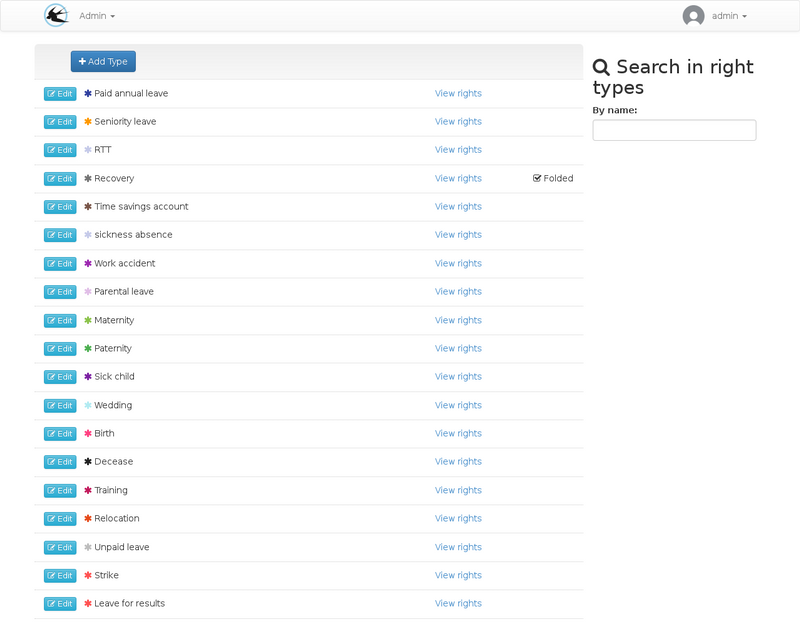 Admin
admin
Add Type
Search in right
types
By name:
Edit Paid annual leave View rights
Edit Seniority leave View rights
Edit RTT View rights
Edit Recovery View rights Folded
Edit Time savings account View rights
Edit sickness absence View rights
Edit Work accident View rights
Edit Parental leave View rights
Edit Maternity View rights
Edit Paternity View rights
Edit Sick child View rights
Edit Wedding View rights
Edit Birth View rights
Edit Decease View rights
Edit Training View rights
Edit Relocation View rights
Edit Unpaid leave View rights
Edit Strike View rights
Edit Leave for results View rights